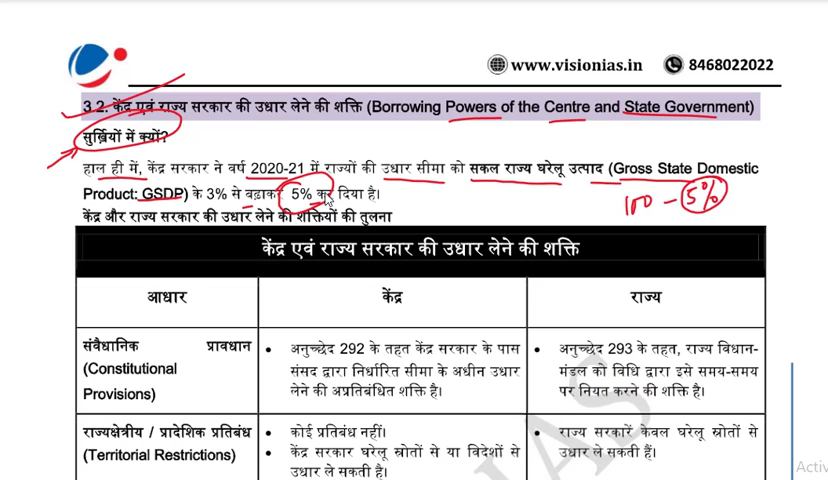 www.visionias.in 8468022022
3.2. केंद्र एवं राज्य सरकार की उधार लेने की शक्ति (Borrowing Powers of the Centre and State Government)
सुर्ख़ियों में क्यों?
हाल ही में, केंद्र सरकार ने वर्ष 2020-21 में राज्यों की उधार सीमा को सकल राज्य घरेलू उत्पाद (Gross State Domestic
Product: GSDP) के 3% से बढ़ाकर 5% कर दिया है।
100 - 5%
केंद्र और राज्य सरकार की उधार लेने की शक्तियों की तुलना
केंद्र एवं राज्य सरकार की उधार लेने की शक्ति
आधार केंद्र राज्य
संवैधानिक प्रावधान
(Constitutional
Provisions)
• अनुच्छेद 292 के तहत केंद्र सरकार के पास
संसद द्वारा निर्धारित सीमा के अधीन उधार
लेने की अप्रतिबंधित शक्ति है।
• अनुच्छेद 293 के तहत, राज्य विधान-
मंडल को विधि द्वारा इसे समय-समय
पर नियत करने की शक्ति है।
राज्यक्षेत्रीय / प्रादेशिक प्रतिबंध
(Territorial Restrictions)
• कोई प्रतिबंध नहीं।
• केंद्र सरकार घरेलू स्रोतों से या विदेशों से
उधार ले सकती है।
• राज्य सरकारें केवल घरेलू स्रोतों से
उधार ले सकती हैं।
Activ